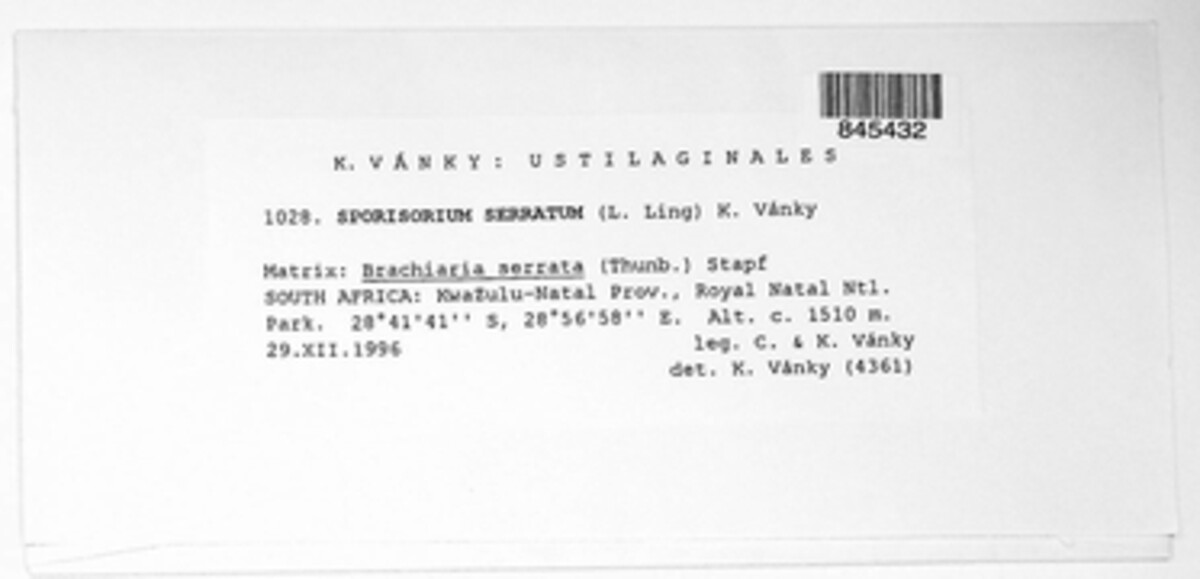 845432
K. VÁNKY: USTILAGINALES
1028. SPORISORIUM SERRATUM (L. Ling) K. Vánky
Matrix: Brachiaria serrata (Thunb.) Stapf
SOUTH AFRICA: KwaZulu-Natal Prov., Royal Natal Ntl.
Park. 28°41'41'' S, 28°56'58'' E. Alt. c. 1510 m.
29.XII.1996 leg. C. & K. Vánky
det. K. Vánky (4361)